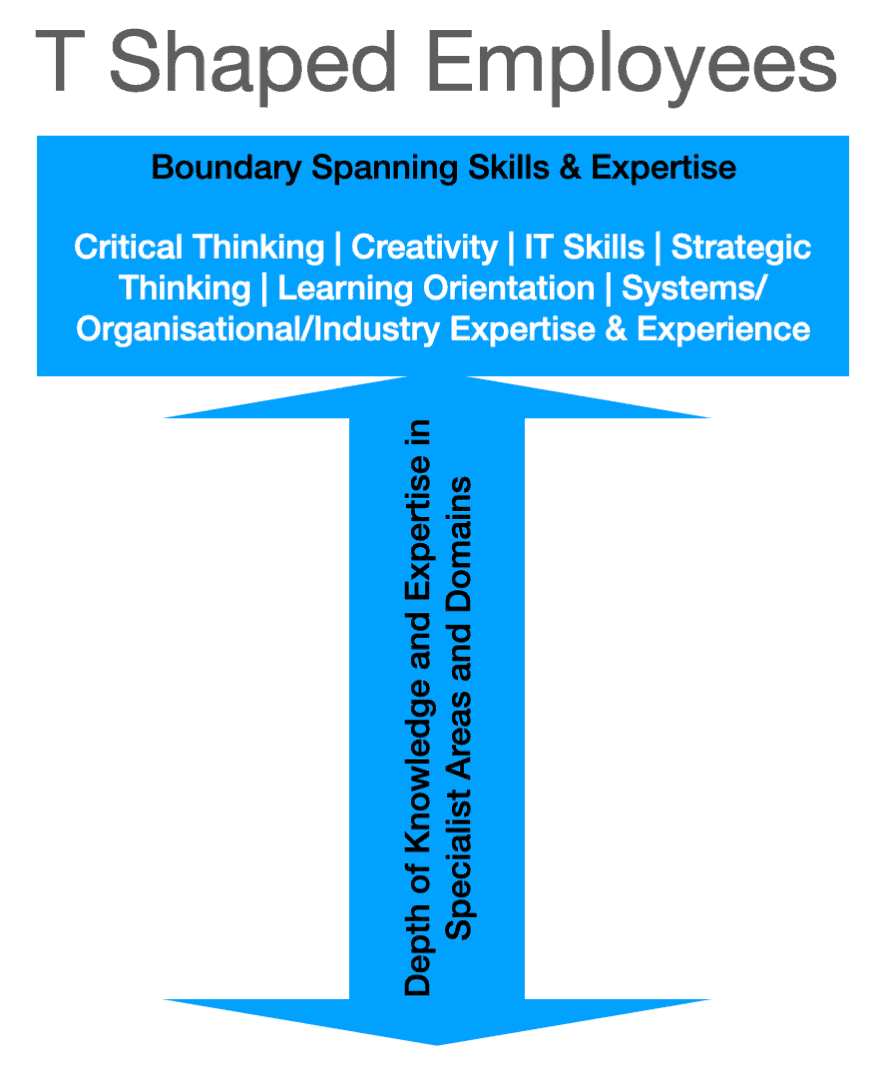 T Shaped Employees
Boundary Spanning Skills & Expertise
Critical Thinking | Creativity | IT Skills | Strategic
Thinking | Learning Orientation | Systems/
Organisational/Industry Expertise & Experience
Depth of Knowledge and Expertise in
Specialist Areas and Domains